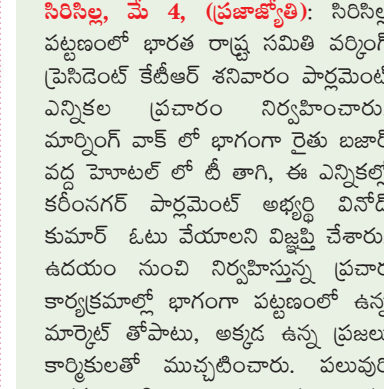 సిరిసిల్ల, మే 4, (ప్రజాజ్యోతి): సిరిసిల్ల
పట్టణంలో భారత రాష్ట్ర సమితి వర్కింగ్
ప్రెసిడెంట్ కేటీఆర్ శనివారం పార్లమెంట్
ఎన్నికల ప్రచారం నిర్వహించారు.
మార్నింగ్ వాక్ లో భాగంగా రైతు బజార్
వద్ద హెూటల్ లో టీ తాగి, ఈ ఎన్నికల్లో
కరీంనగర్ పార్లమెంట్ అభ్యర్థి వినోద్
కుమార్ ఓటు వేయాలని విజ్ఞప్తి చేశారు.
ఉదయం నుంచి నిర్వహిస్తున్న ప్రచార
కార్యక్రమాల్లో భాగంగా పట్టణంలో ఉన్న
మార్కెట్ తోపాటు, అక్కడ ఉన్న ప్రజలు
కార్మికులతో ముచ్చటించారు. పలువురి